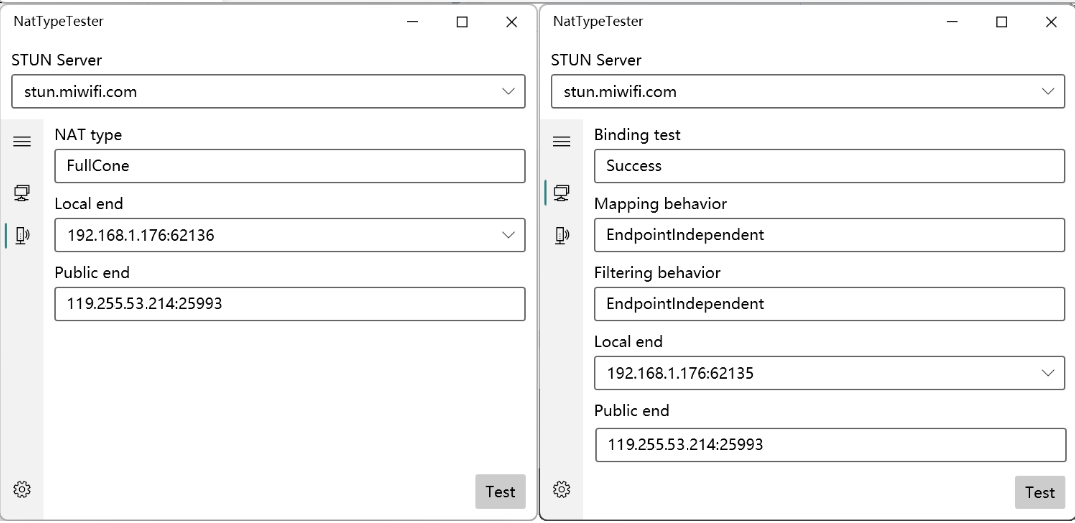 NatTypeTester
STUN Server
stun.miwifi.com
NAT type
FullCone
Local end
192.168.1.176:62136
Public end
119.255.53.214:25993
Test
NatTypeTester
STUN Server
stun.miwifi.com
Binding test
Success
Mapping behavior
EndpointIndependent
Filtering behavior
EndpointIndependent
Local end
192.168.1.176:62135
Public end
119.255.53.214:25993
Test